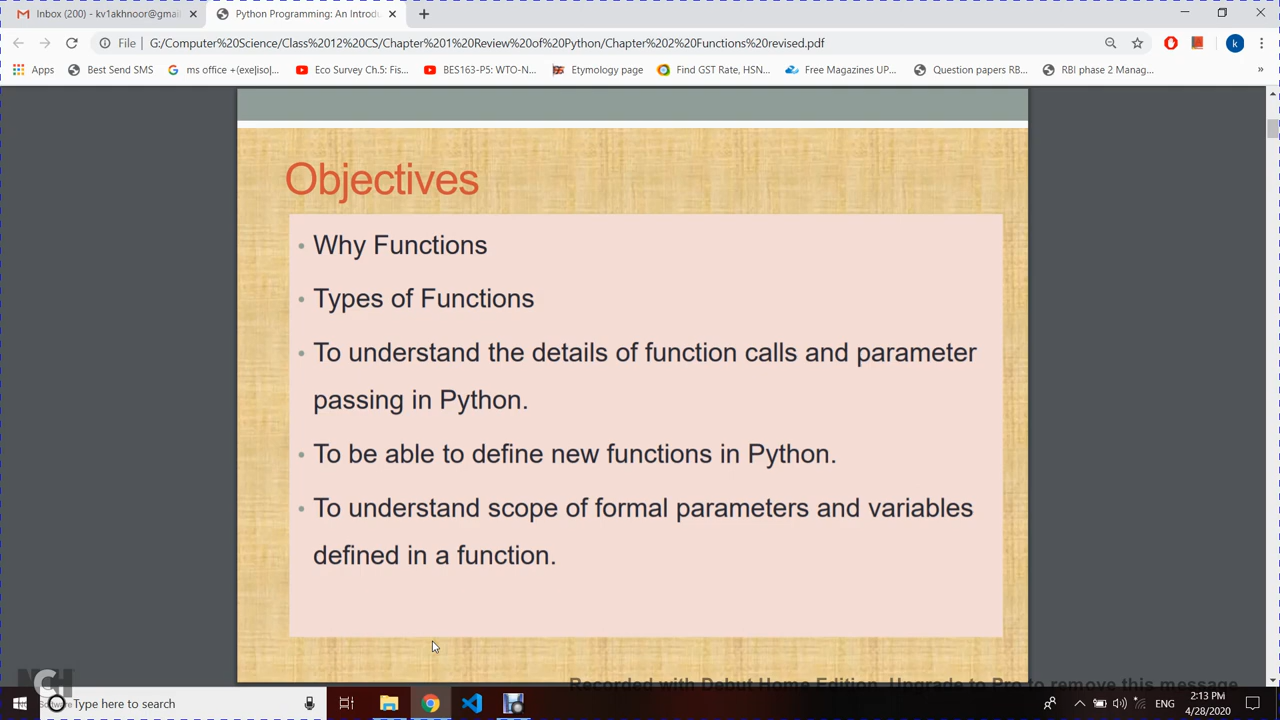 Inbox (200) - kv1akhnoor@gmai
Python Programming: An Introdu
File
G:/Computer%20Science/Class%2012%20CS/Chapter%201%20Review%20of%20Python/Chapter%202%20Functions%20revised.pdf
k
Apps
Best Send SMS
ms office +(exe|iso|...
Eco Survey Ch.5: Fis...
BES163-P5: WTO-N...
Etymology page
Find GST Rate, HSN...
Free Magazines UP...
Question papers RB...
RBI phase 2 Manag...
»
Objectives
• Why Functions
• Types of Functions
• To understand the details of function calls and parameter
passing in Python.
• To be able to define new functions in Python.
• To understand scope of formal parameters and variables
defined in a function.
NCH
Software
Recorded with Debut Home Edition. Upgrade to Pro to remove this message
Type here to search
ENG
2:13 PM
4/28/2020